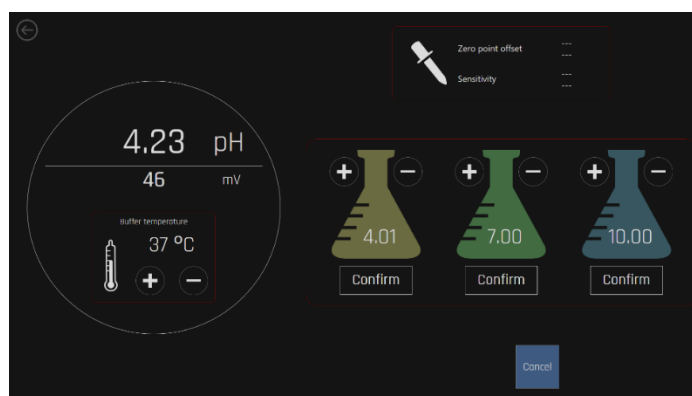 Zero point offset
---
---
Sensitivity
---
---
4.23 pH
46 mV
Buffer temperature
37 °C
4.01
7.00
10.00
Confirm
Confirm
Confirm
Cancel